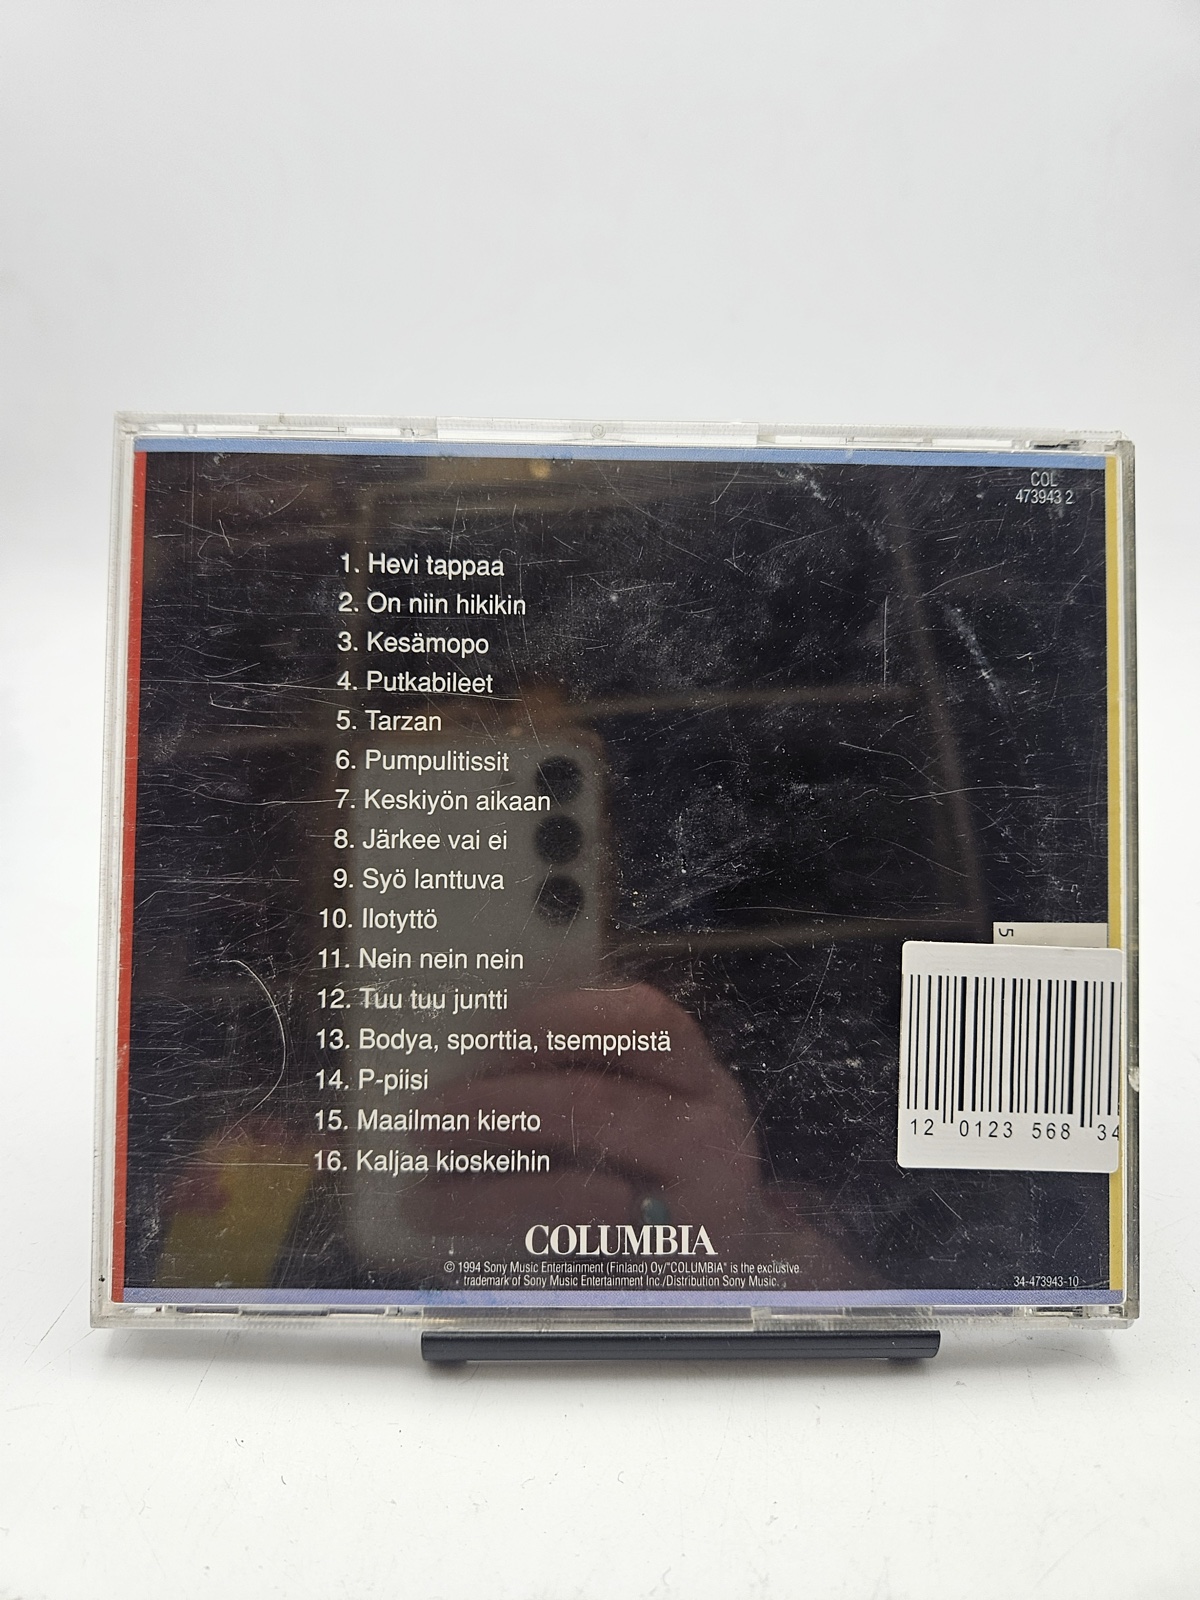 COL
473943 2
1. Hevi tappaa
2. On niin hikikin
3. Kesämopo
4. Putkabileet
5. Tarzan
6. Pumpulitissit
7. Keskiyön aikaan
8. Järkee vai ei
9. Syö lanttuva
10. Ilotyttö
11. Nein nein nein
12. Tuu tuu juntti
13. Bodya, sporttia, tsemppistä
14. P-piisi
15. Maailman kierto
16. Kaljaa kioskeihin
5
12 0123 568 34
COLUMBIA
© 1994 Sony Music Entertainment (Finland) Oy/"COLUMBIA" is the exclusive
trademark of Sony Music Entertainment Inc./Distribution Sony Music.
34-473943-10